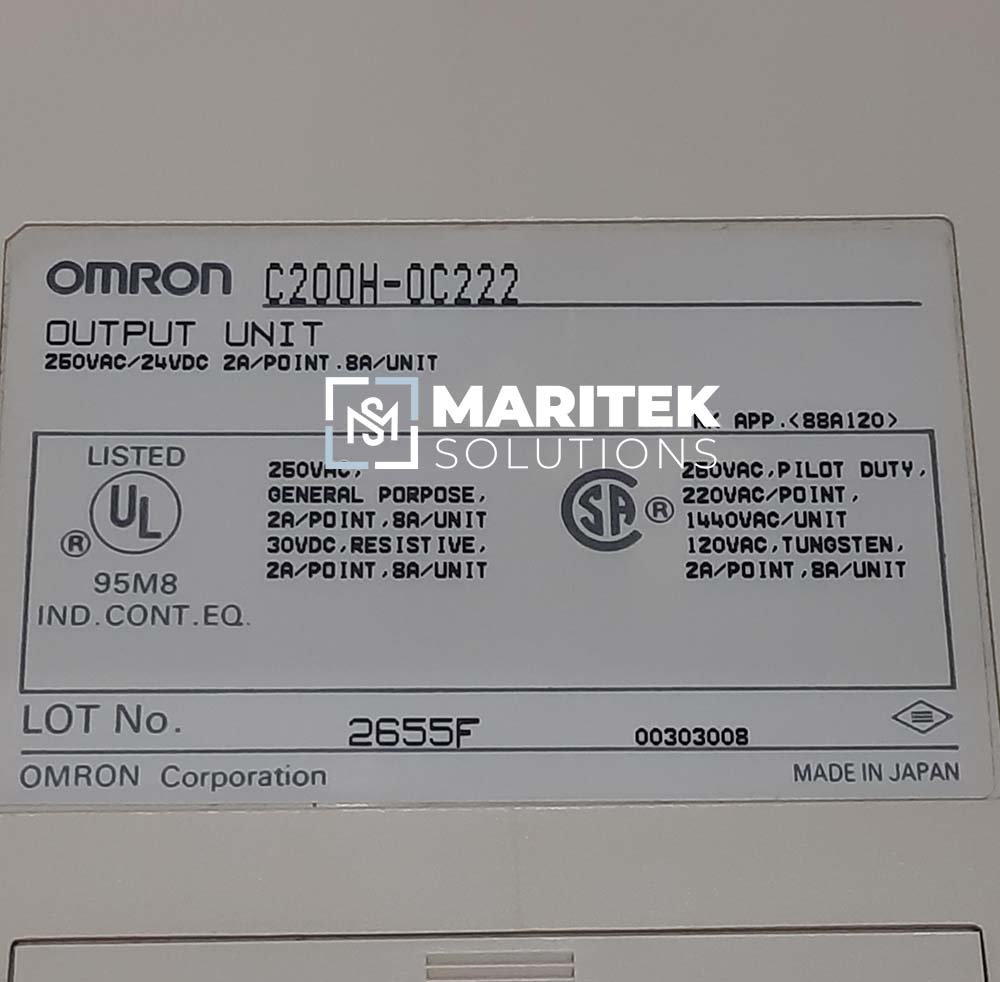 OMRON C200H-OC222
OUTPUT UNIT
250VAC/24VDC 2A/POINT.8A/UNIT
MARITEK
SOLUTIONS
APP.<88A120>
LISTED
UL
®
95M8
IND.CONT.EQ.
250VAC,
GENERAL PORPOSE,
2A/POINT,8A/UNIT
30VDC,RESISTIVE,
2A/POINT,8A/UNIT
SA ®
250VAC,PILOT DUTY,
220VAC/POINT,
1440VAC/UNIT
120VAC,TUNGSTEN,
2A/POINT,8A/UNIT
LOT No. 2655F 00303008
OMRON Corporation MADE IN JAPAN